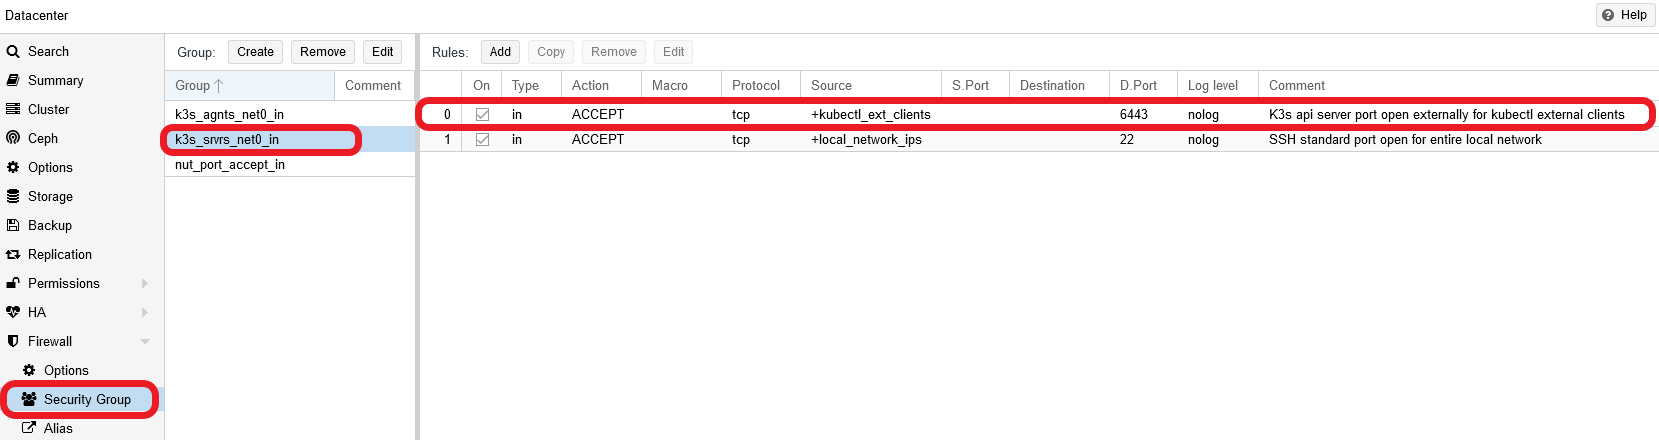 Datacenter
Help
Search
Summary
Cluster
Ceph
Options
Storage
Backup
Replication
Permissions
HA
Firewall
Options
Security Group
Alias
Group: Create Remove Edit
Group Comment
k3s_agnts_net0_in
k3s_srvrs_net0_in
nut_port_accept_in
Rules: Add Copy Remove Edit
On Type Action Macro Protocol Source S.Port Destination D.Port Log level Comment
0 in ACCEPT tcp +kubectl_ext_clients 6443 nolog K3s api server port open externally for kubectl external clients
1 in ACCEPT tcp +local_network_ips 22 nolog SSH standard port open for entire local network